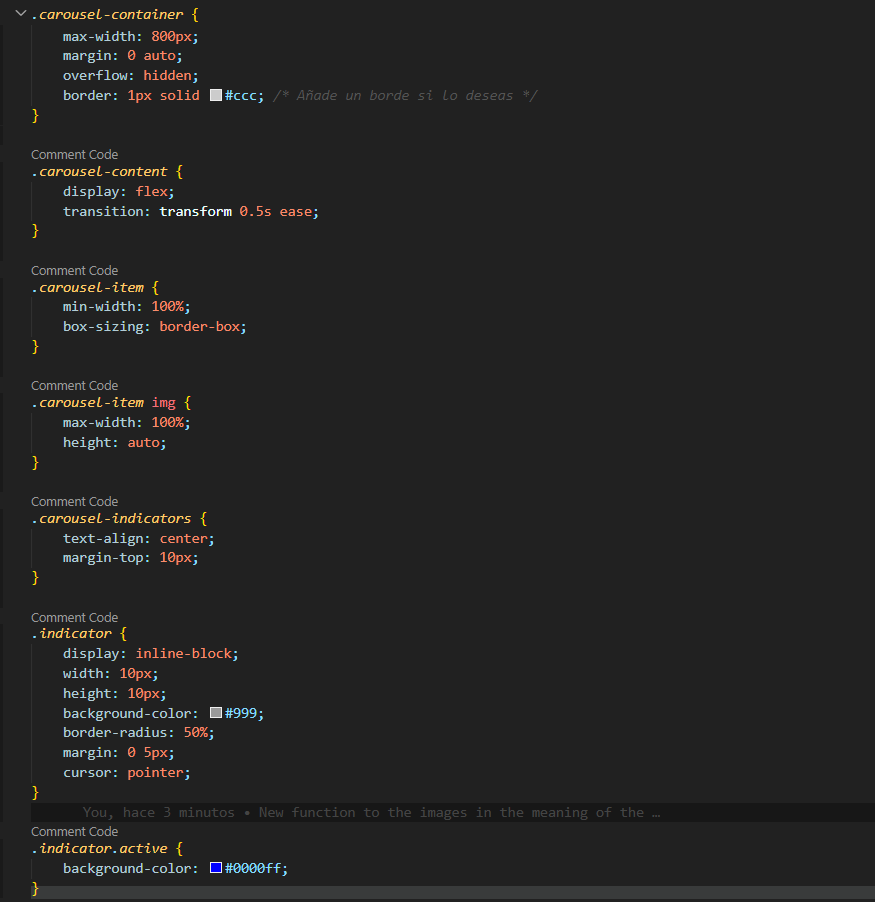 .carousel-container {
max-width: 800px;
margin: 0 auto;
overflow: hidden;
border: 1px solid #ccc; /* Añade un borde si lo deseas */
}
Comment Code
.carousel-content {
display: flex;
transition: transform 0.5s ease;
}
Comment Code
.carousel-item {
min-width: 100%;
box-sizing: border-box;
}
Comment Code
.carousel-item img {
max-width: 100%;
height: auto;
}
Comment Code
.carousel-indicators {
text-align: center;
margin-top: 10px;
}
Comment Code
.indicator {
display: inline-block;
width: 10px;
height: 10px;
background-color: #999;
border-radius: 50%;
margin: 0 5px;
cursor: pointer;
}
You, hace 3 minutos • New function to the images in the meaning of the …
Comment Code
.indicator.active {
background-color: #0000ff;
}